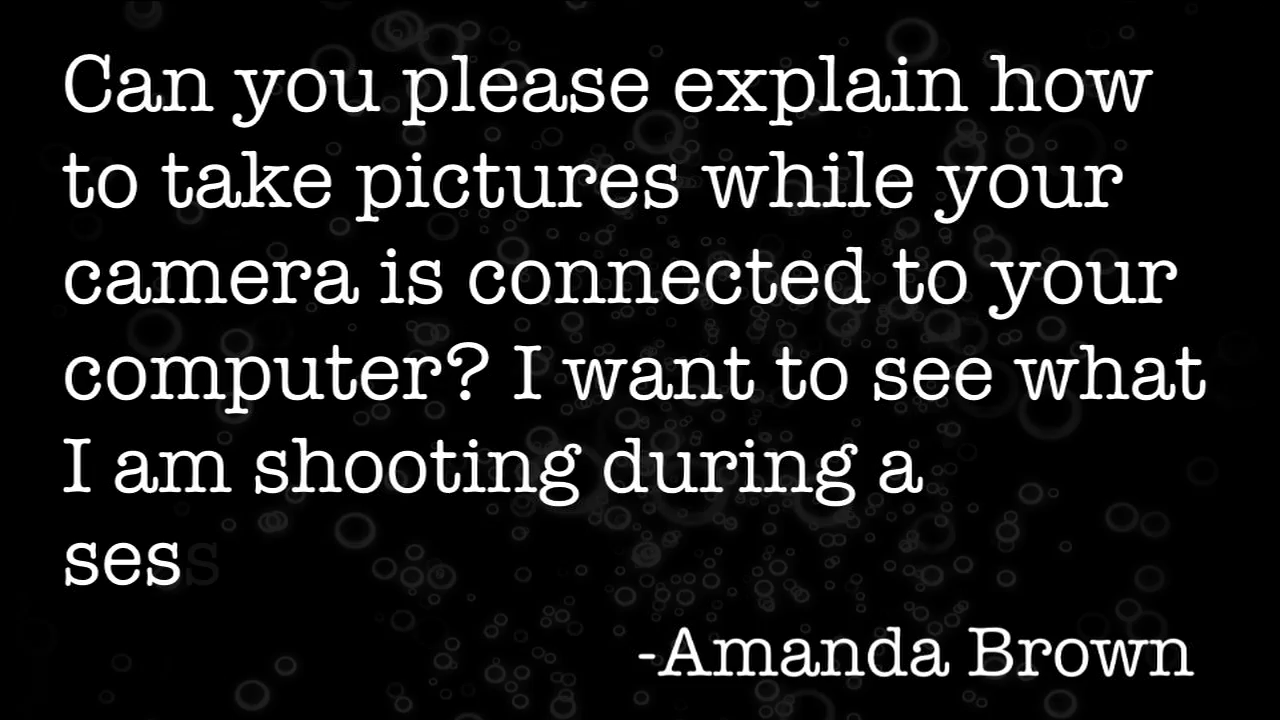 Can you please explain how
to take pictures while your
camera is connected to your
computer? I want to see what
I am shooting during a
sess
-Amanda Brown